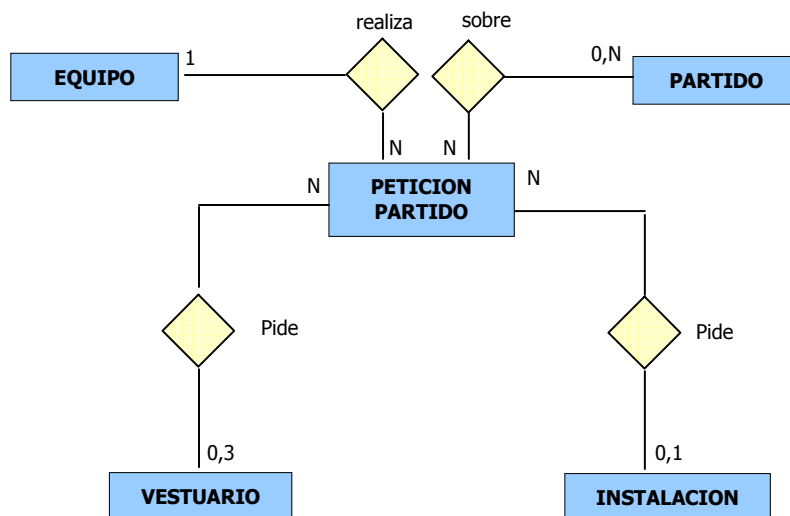 realiza
sobre
EQUIPO
1
0,N
PARTIDO
N
N
N
PETICION
PARTIDO
N
Pide
Pide
0,3
0,1
VESTUARIO
INSTALACION